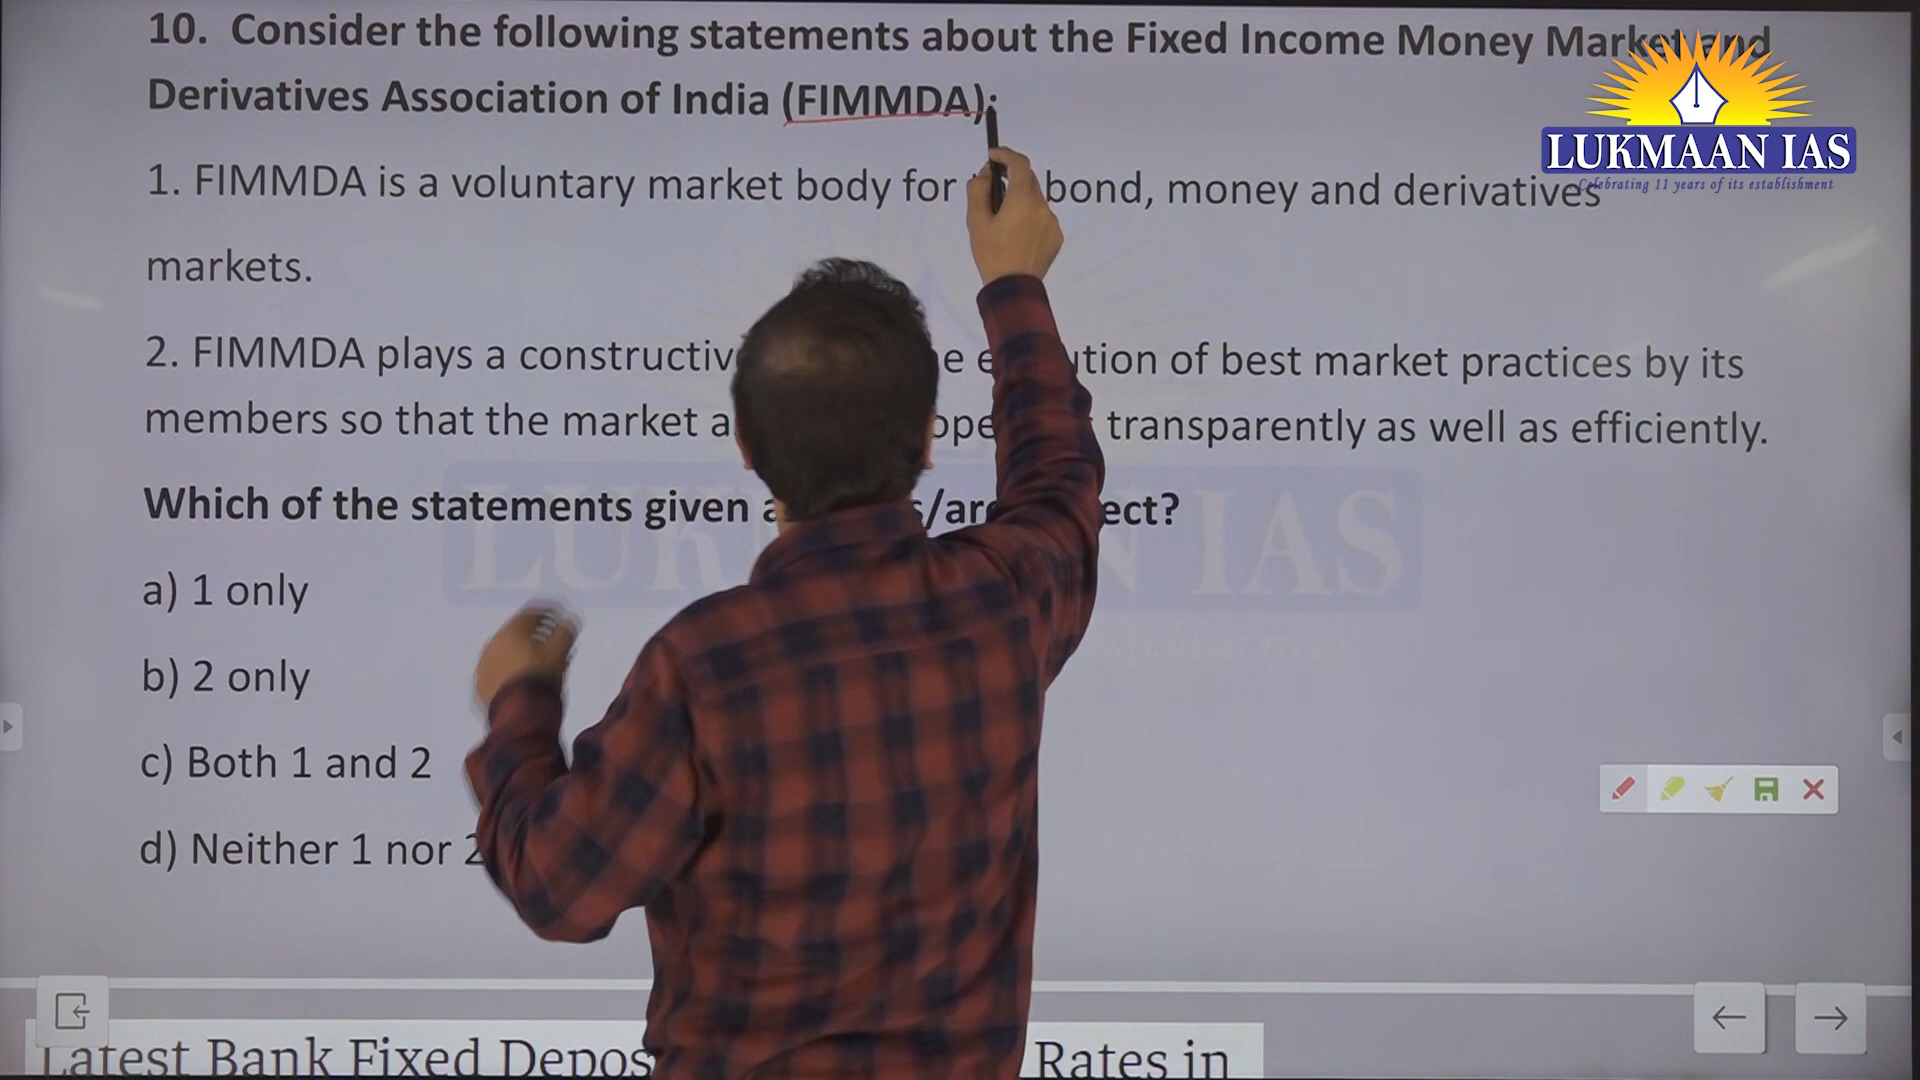 10. Consider the following statements about the Fixed Income Money Market and
Derivatives Association of India (FIMMDA):
LUKMAAN IAS
Celebrating 11 years of its establishment
1. FIMMDA is a voluntary market body for bond, money and derivatives
markets.
2. FIMMDA plays a constructive tion of best market practices by its
members so that the market transparently as well as efficiently.
Which of the statements given
a) 1 only
b) 2 only
c) Both 1 and 2
d) Neither 1 nor 2
LUKMAAN IAS
Latest Bank Fixed Rates in